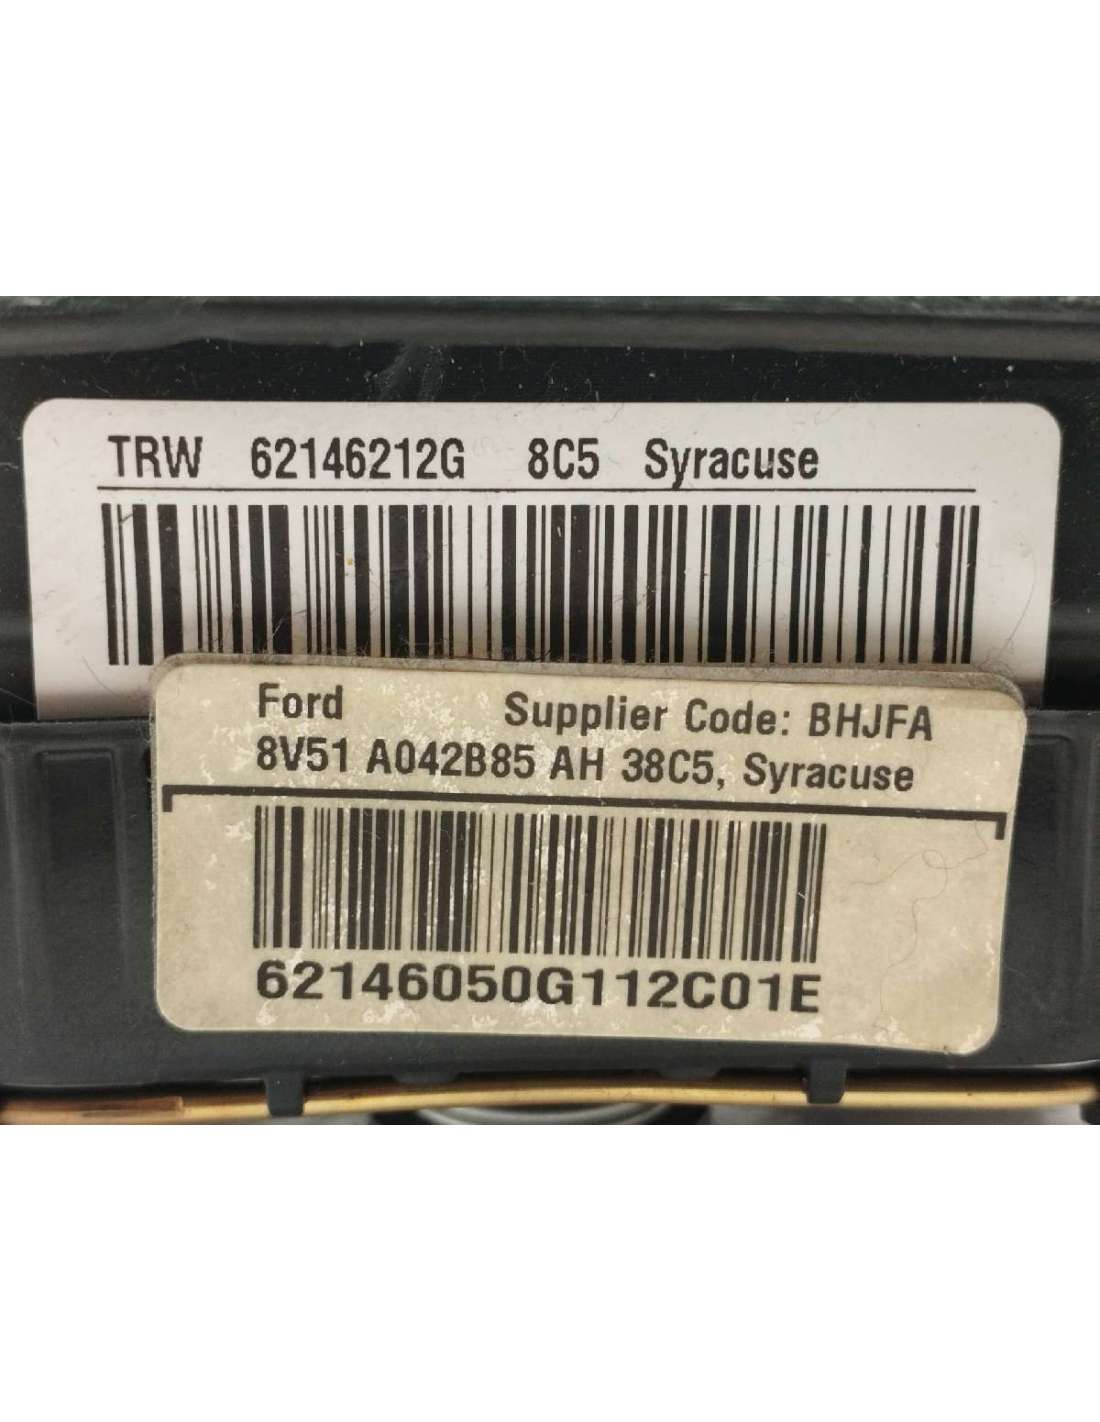 TRW 62146212G 8C5 Syracuse
Ford Supplier Code: BHJFA
8V51 A042B85 AH 38C5, Syracuse
62146050G112C01E